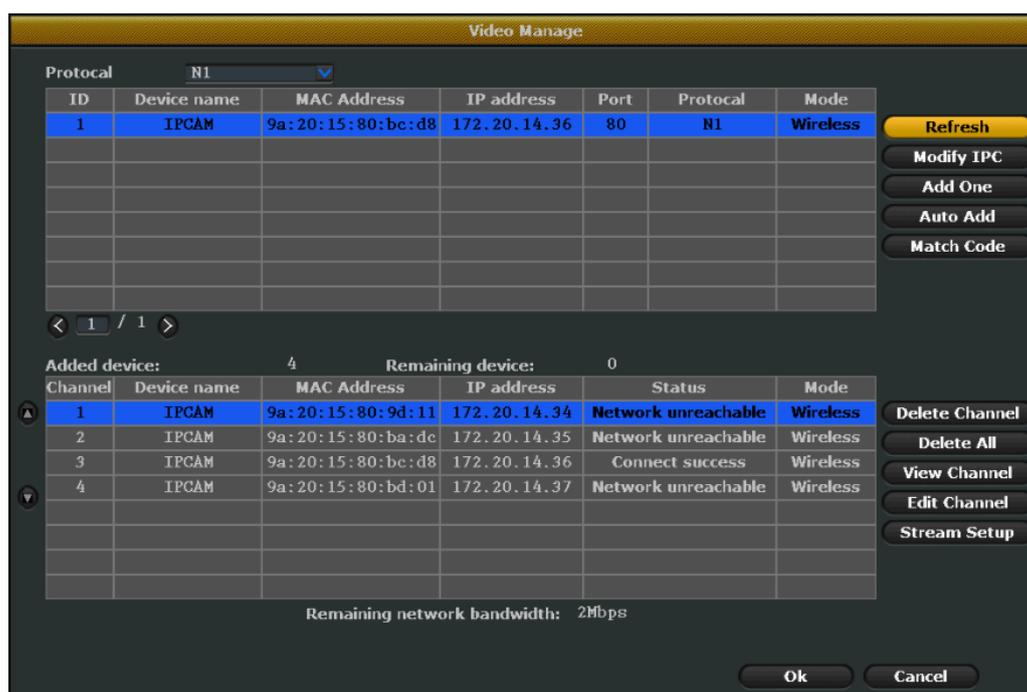 Video Manage
Protocal N1
ID Device name MAC Address IP address Port Protocal Mode
1 IPCAM 9a:20:15:80:bc:d8 172.20.14.36 80 N1 Wireless
Refresh
Modify IPC
Add One
Auto Add
Match Code
1 / 1
Added device: 4 Remaining device: 0
Channel Device name MAC Address IP address Status Mode
1 IPCAM 9a:20:15:80:9d:11 172.20.14.34 Network unreachable Wireless
Delete Channel
2 IPCAM 9a:20:15:80:ba:dc 172.20.14.35 Network unreachable Wireless
Delete All
3 IPCAM 9a:20:15:80:bc:d8 172.20.14.36 Connect success Wireless
View Channel
4 IPCAM 9a:20:15:80:bd:01 172.20.14.37 Network unreachable Wireless
Edit Channel
Stream Setup
Remaining network bandwidth: 2Mbps
Ok Cancel